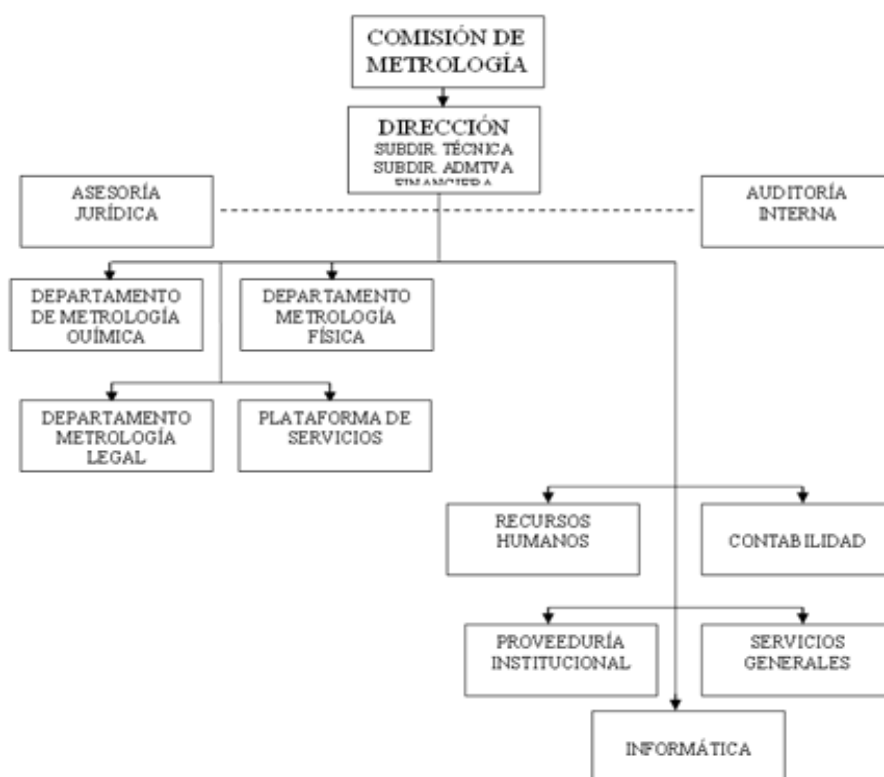 COMISIÓN DE
METROLOGÍA
DIRECCIÓN
SUBDIR. TÉCNICA
SUBDIR. ADMTVA
FINANCIERA
ASESORÍA
JURÍDICA
AUDITORÍA
INTERNA
DEPARTAMENTO
DE METROLOGÍA
QUÍMICA
DEPARTAMENTO
METROLOGÍA
FÍSICA
DEPARTAMENTO
METROLOGÍA
LEGAL
PLATAFORMA DE
SERVICIOS
RECURSOS
HUMANOS
CONTABILIDAD
PROVEEDURÍA
INSTITUCIONAL
SERVICIOS
GENERALES
INFORMÁTICA